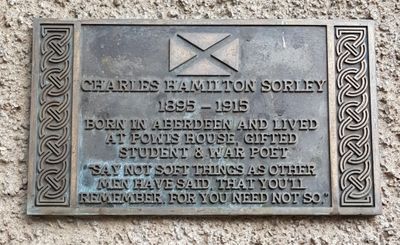 CHARLES HAMILTON SORLEY
1895 – 1915
BORN IN ABERDEEN AND LIVED
AT POWIS HOUSE, GIFTED
STUDENT & WAR POET
"SAY NOT SOFT THINGS AS OTHER
MEN HAVE SAID, THAT YOU'LL
REMEMBER, FOR YOU NEED NOT SO."